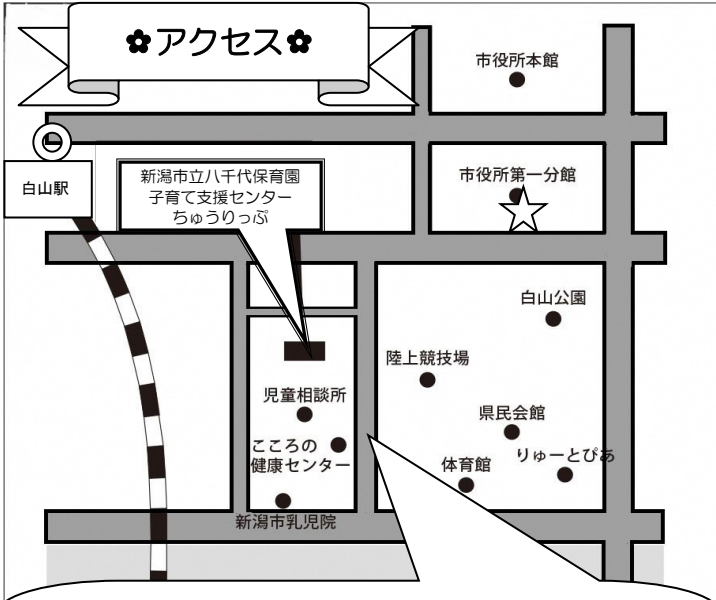 ✿アクセス✿
市役所本館
市役所第一分館
白山駅
新潟市立八千代保育園
子育て支援センター
ちゅうりっぷ
白山公園
陸上競技場
児童相談所
県民会館
こころの
健康センター
りゅーとぴあ
体育館
新潟市乳児院